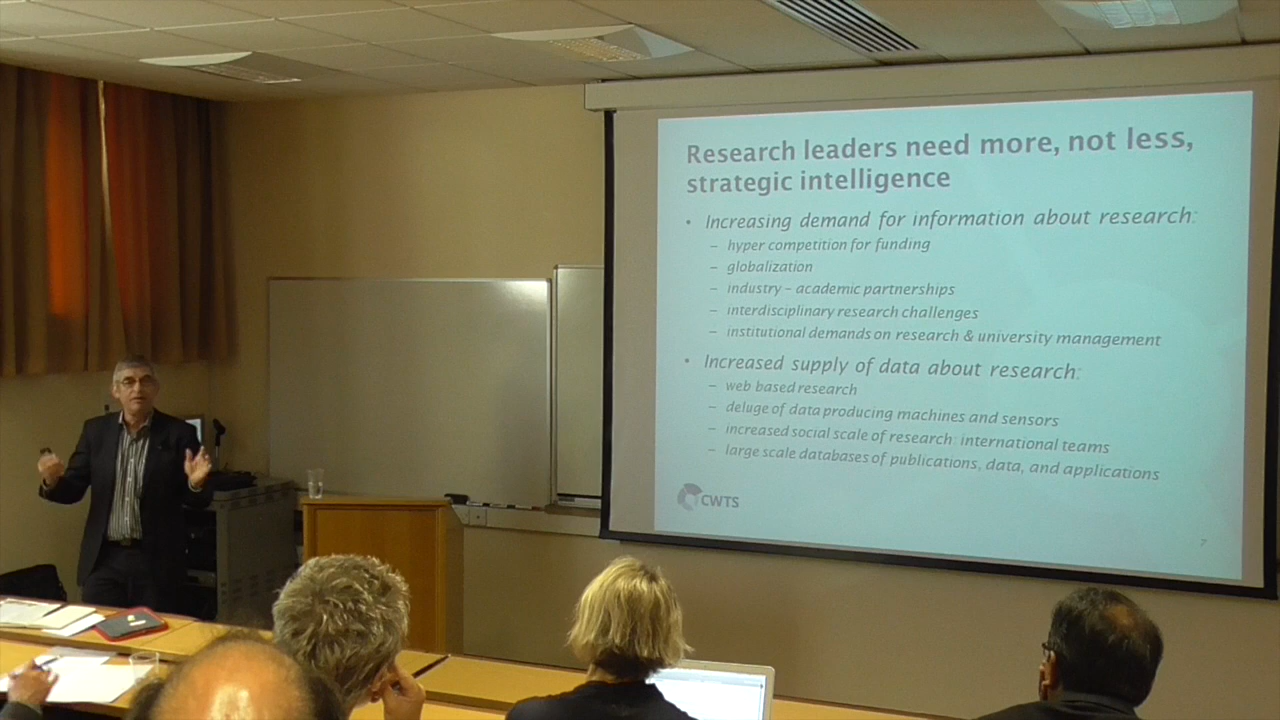 Research leaders need more, not less,
strategic intelligence
• Increasing demand for information about research:
– hyper competition for funding
– globalization
– industry – academic partnerships
– interdisciplinary research challenges
– institutional demands on research & university management
• Increased supply of data about research:
– web based research
– deluge of data producing machines and sensors
– increased social scale of research: international teams
– large scale databases of publications, data, and applications
CWTS
7